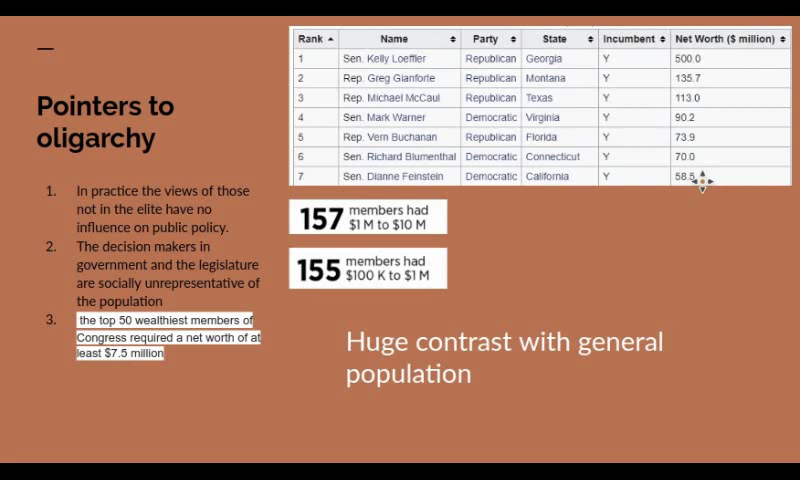 Pointers to
oligarchy
1. In practice the views of those
not in the elite have no
influence on public policy.
2. The decision makers in
government and the legislature
are socially unrepresentative of
the population
3. the top 50 wealthiest members of
Congress required a net worth of at
least $7.5 million
Rank Name Party State Incumbent Net Worth ($ million)
1 Sen. Kelly Loeffler Republican Georgia Y 500.0
2 Rep. Greg Gianforte Republican Montana Y 135.7
3 Rep. Michael McCaul Republican Texas Y 113.0
4 Sen. Mark Warner Democratic Virginia Y 90.2
5 Rep. Vern Buchanan Republican Florida Y 73.9
6 Sen. Richard Blumenthal Democratic Connecticut Y 70.0
7 Sen. Dianne Feinstein Democratic California Y 58.5
157 members had
$1 M to $10 M
155 members had
$100 K to $1 M
Huge contrast with general
population